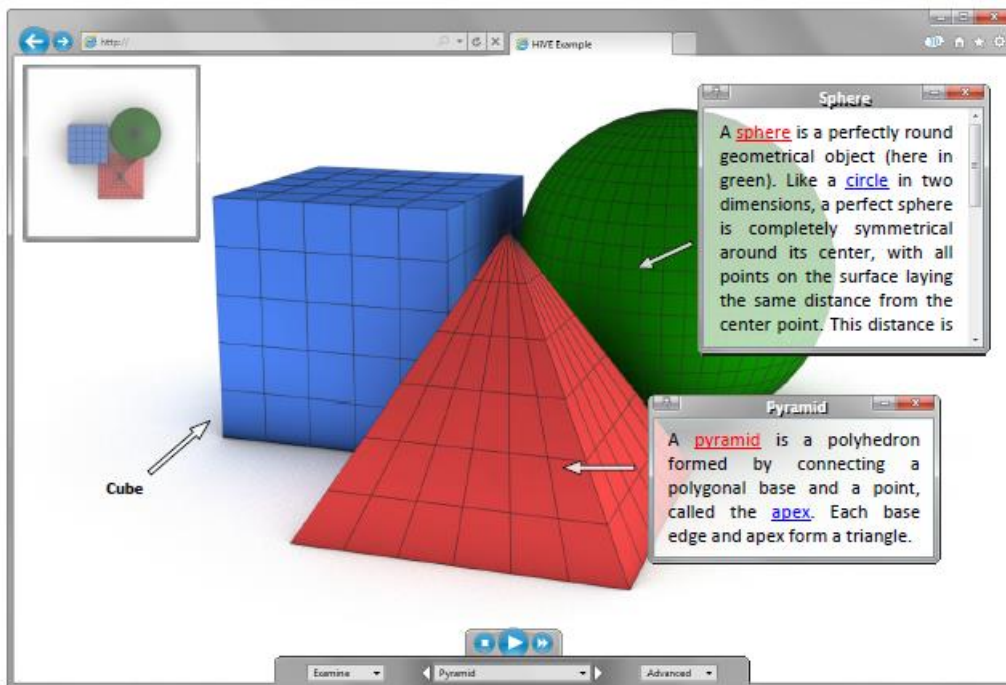 http://
HIVE Example
Sphere
A sphere is a perfectly round
geometrical object (here in
green). Like a circle in two
dimensions, a perfect sphere
is completely symmetrical
around its center, with all
points on the surface laying
the same distance from the
center point. This distance is
Pyramid
A pyramid is a polyhedron
formed by connecting a
polygonal base and a point,
called the apex. Each base
edge and apex form a triangle.
Cube
Examine
Pyramid
Advanced